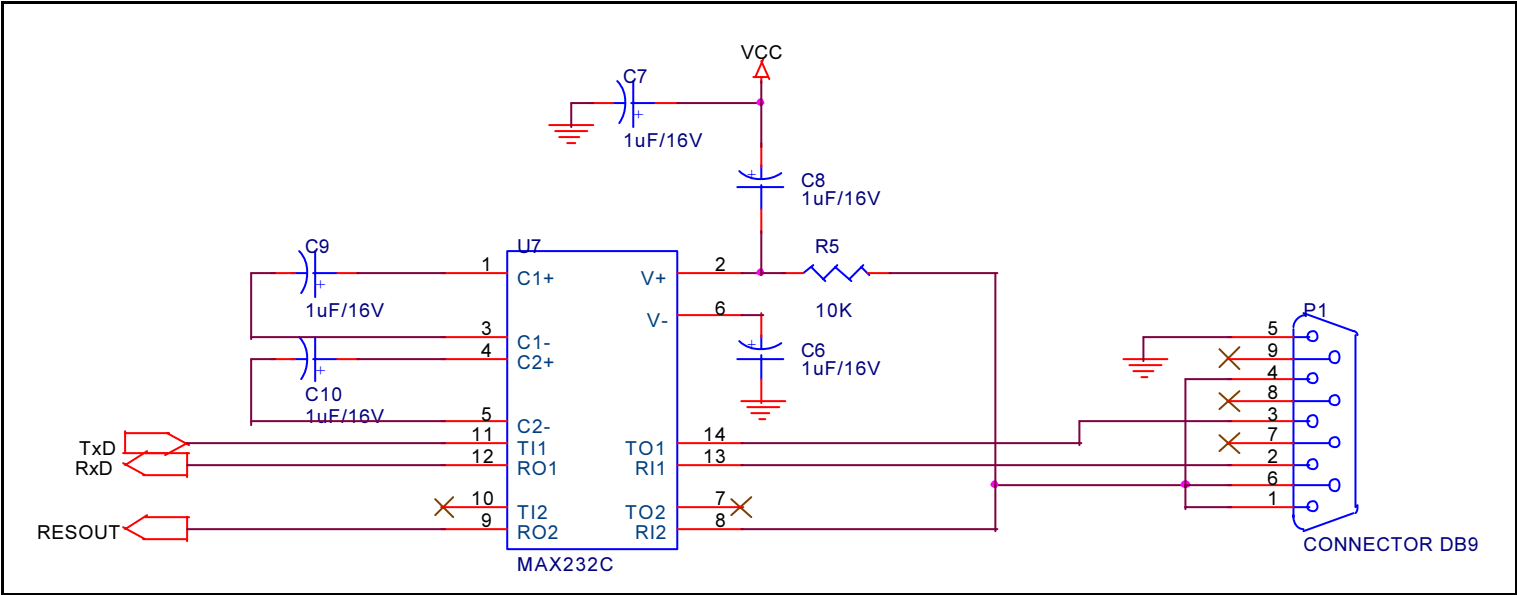 VCC
C7
+
1uF/16V
+
C8
1uF/16V
C9
+
1uF/16V
U7
R5
10K
1
C1+
V+
2
3
C1-
V-
6
4
C2+
+
C10
1uF/16V
+
C6
1uF/16V
5
C2-
TxD
11
TI1
TO1
14
RxD
12
RO1
RI1
13
10
TI2
TO2
7
RESOUT
9
RO2
RI2
8
MAX232C
P1
5
9
4
8
3
7
2
6
1
CONNECTOR DB9